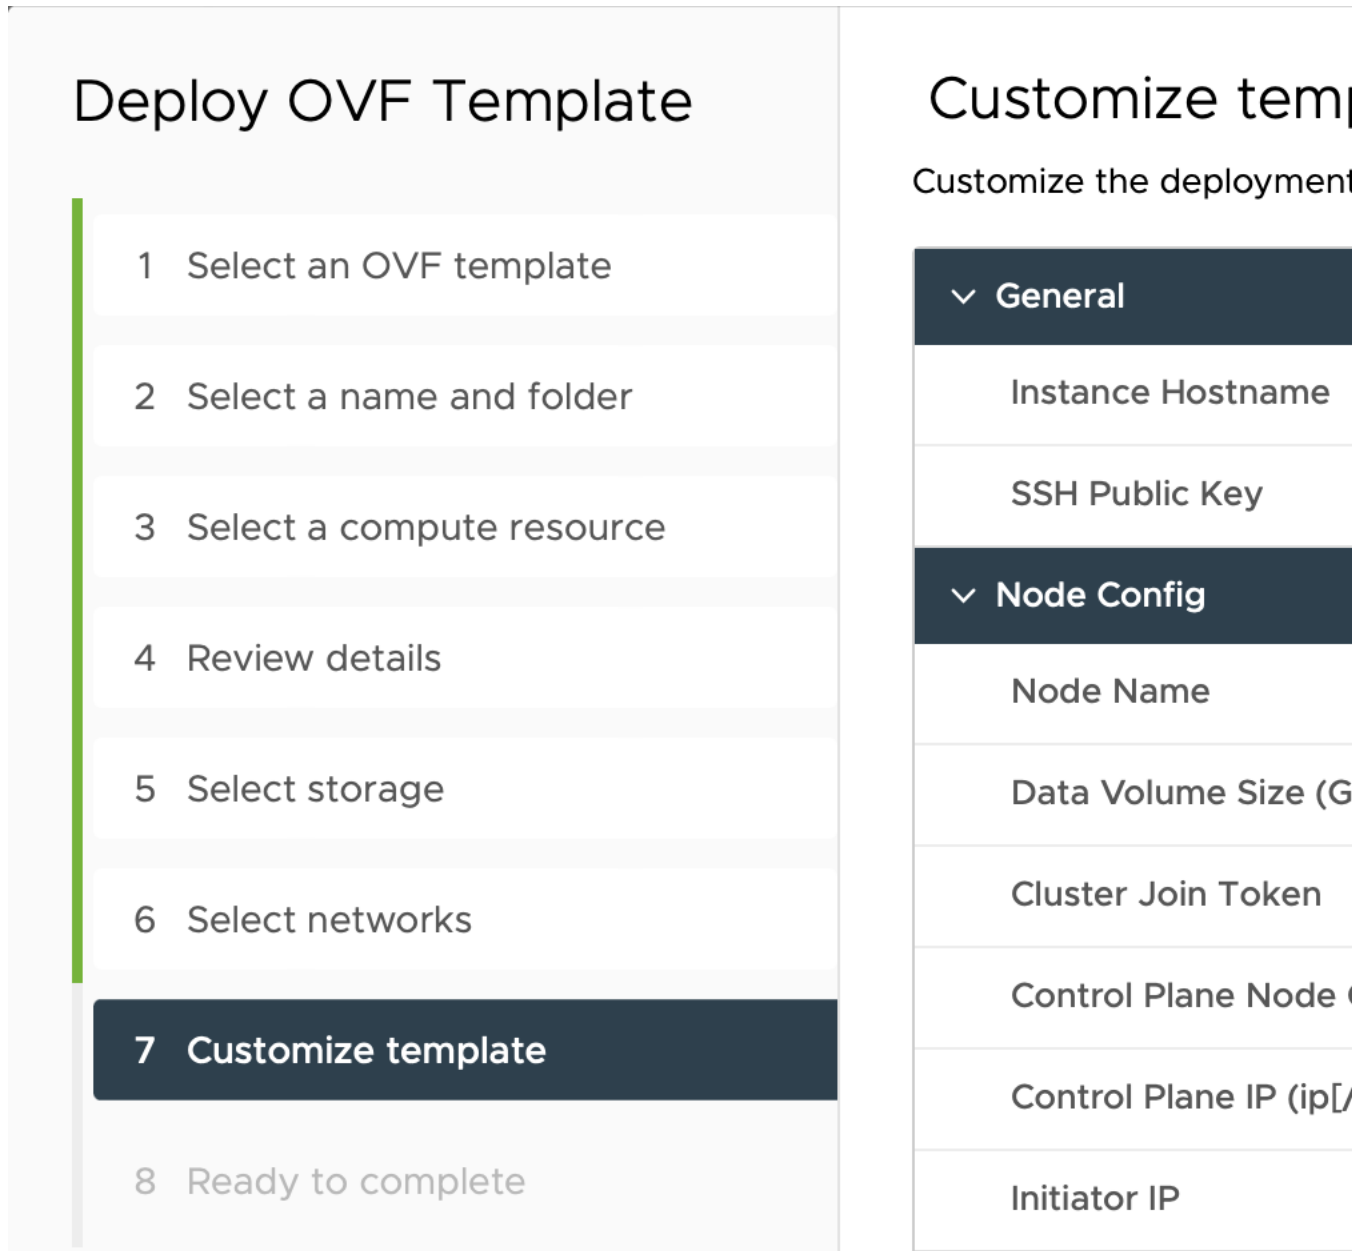 Deploy OVF Template
1 Select an OVF template
2 Select a name and folder
3 Select a compute resource
4 Review details
5 Select storage
6 Select networks
7 Customize template
8 Ready to complete
Customize temp
Customize the deployment
General
Instance Hostname
SSH Public Key
Node Config
Node Name
Data Volume Size (G
Cluster Join Token
Control Plane Node
Control Plane IP (ip[/
Initiator IP